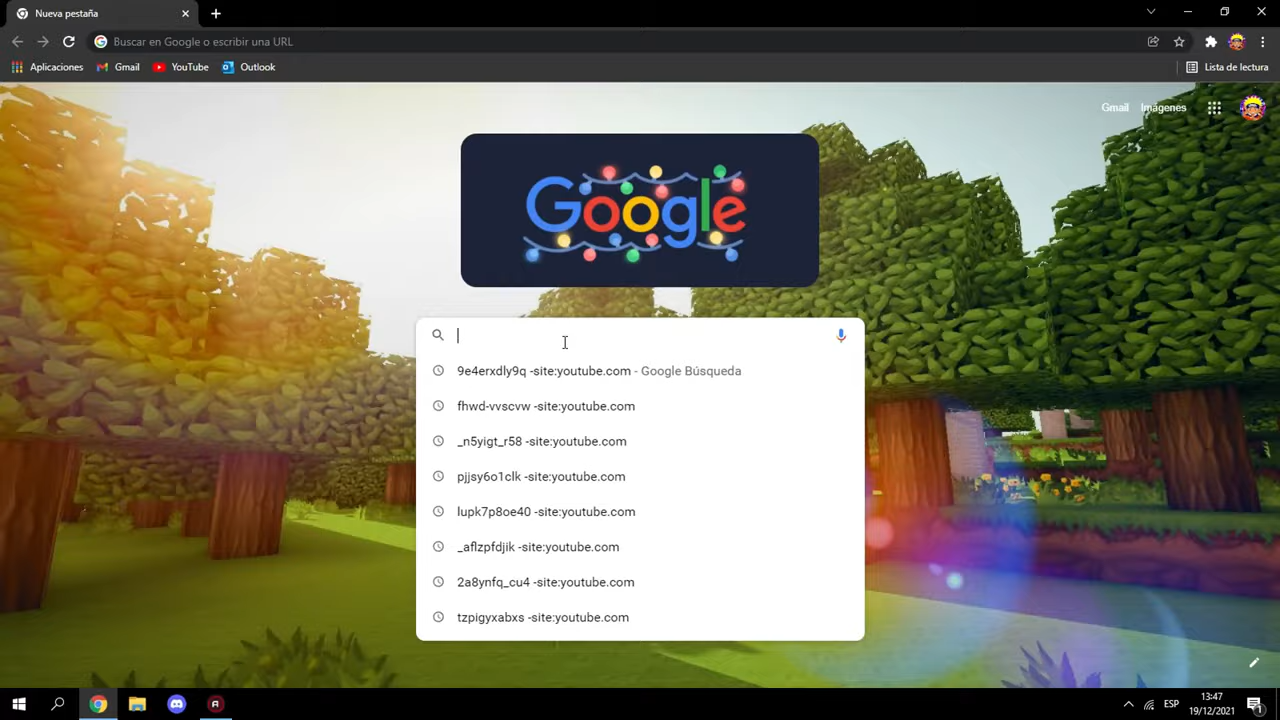 Nueva pestaña
Buscar en Google o escribir una URL
Aplicaciones Gmail YouTube Outlook Lista de lectura
Gmail Imágenes
Google
9e4erxdly9q -site:youtube.com - Google Búsqueda
fhwd-vvscvw -site:youtube.com
_n5yigt_r58 -site:youtube.com
pjjsy6o1clk -site:youtube.com
lupk7p8oe40 -site:youtube.com
_aflzpfdjik -site:youtube.com
2a8ynfq_cu4 -site:youtube.com
tzpigyxabxs -site:youtube.com
ESP
13:47
19/12/2021
1